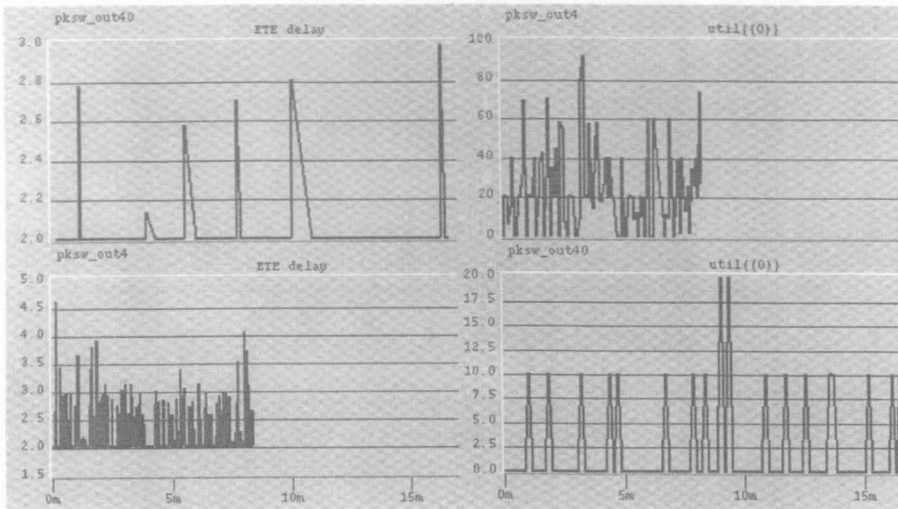 pksw_out40
ETE delay
3.0
2.8
2.6
2.4
2.2
2.0
pksw_out4
util{(0)}
100
80
60
40
20
0
pksw_out4
ETE delay
5.0
4.5
4.0
3.5
3.0
2.5
2.0
1.5
0m
5m
10m
15m
pksw_out40
util{(0)}
20.0
17.5
15.0
12.5
10.0
7.5
5.0
2.5
0.0
0m
5m
10m
15m